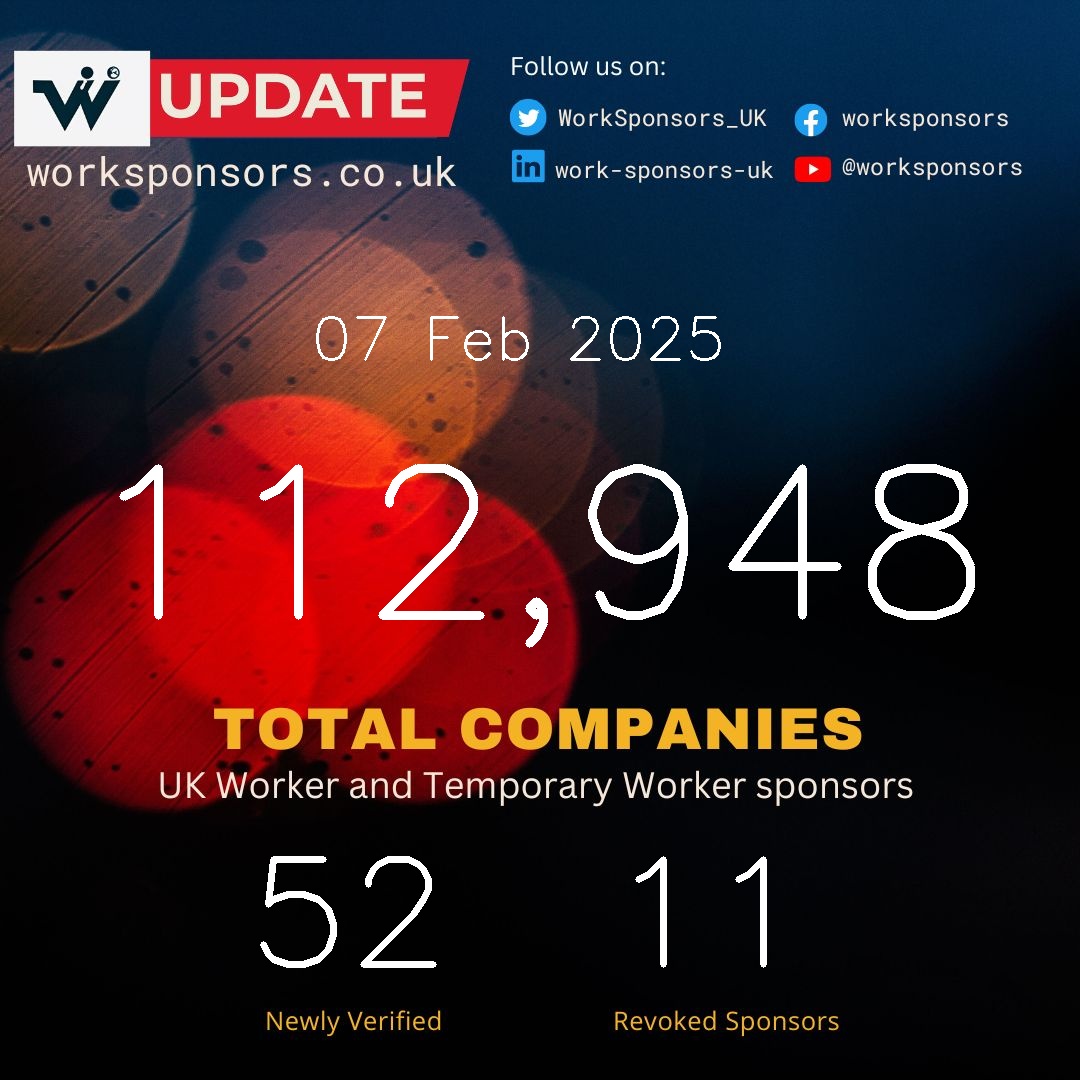 UPDATE
worksponsors.co.uk
Follow us on:
WorkSponsors_UK
worksponsors
work-sponsors-uk
@worksponsors
07 Feb 2025
112,948
TOTAL COMPANIES
UK Worker and Temporary Worker sponsors
52 11
Newly Verified Revoked Sponsors